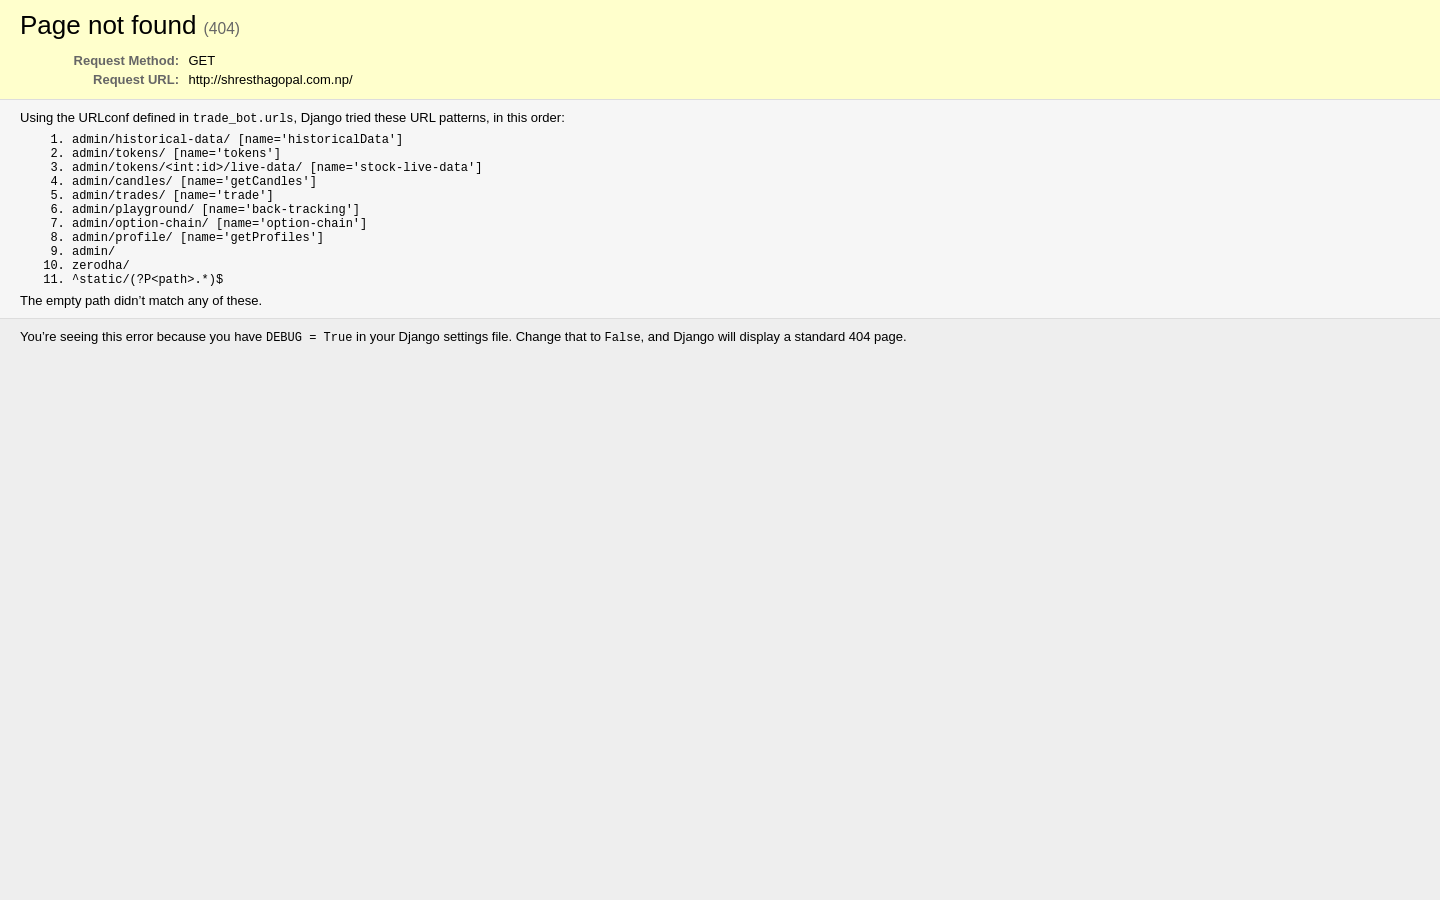 Page not found (404)
Request Method: GET
Request URL: http://shresthagopal.com.np/
Using the URLconf defined in trade_bot.urls, Django tried these URL patterns, in this order:
1. admin/historical-data/ [name='historicalData']
2. admin/tokens/ [name='tokens']
3. admin/tokens/<int:id>/live-data/ [name='stock-live-data']
4. admin/candles/ [name='getCandles']
5. admin/trades/ [name='trade']
6. admin/playground/ [name='back-tracking']
7. admin/option-chain/ [name='option-chain']
8. admin/profile/ [name='getProfiles']
9. admin/
10. zerodha/
11. ^static/(?P<path>.*)$
The empty path didn’t match any of these.
You’re seeing this error because you have DEBUG = True in your Django settings file. Change that to False, and Django will display a standard 404 page.